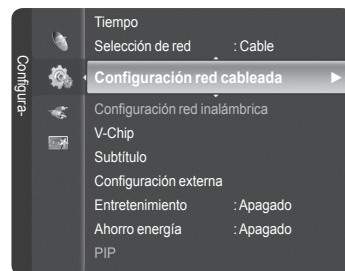 Configura-
Tiempo
Selección de red : Cable
Configuración red cableada
Configuración red inalámbrica
V-Chip
Subtítulo
Configuración externa
Entretenimiento : Apagado
Ahorro energía : Apagado
PIP